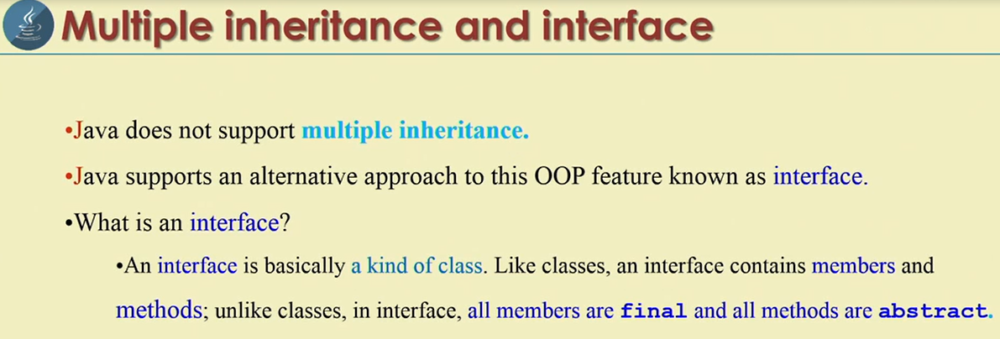 Multiple inheritance and interface
•Java does not support multiple inheritance.
•Java supports an alternative approach to this OOP feature known as interface.
•What is an interface?
•An interface is basically a kind of class. Like classes, an interface contains members and
methods; unlike classes, in interface, all members are final and all methods are abstract.